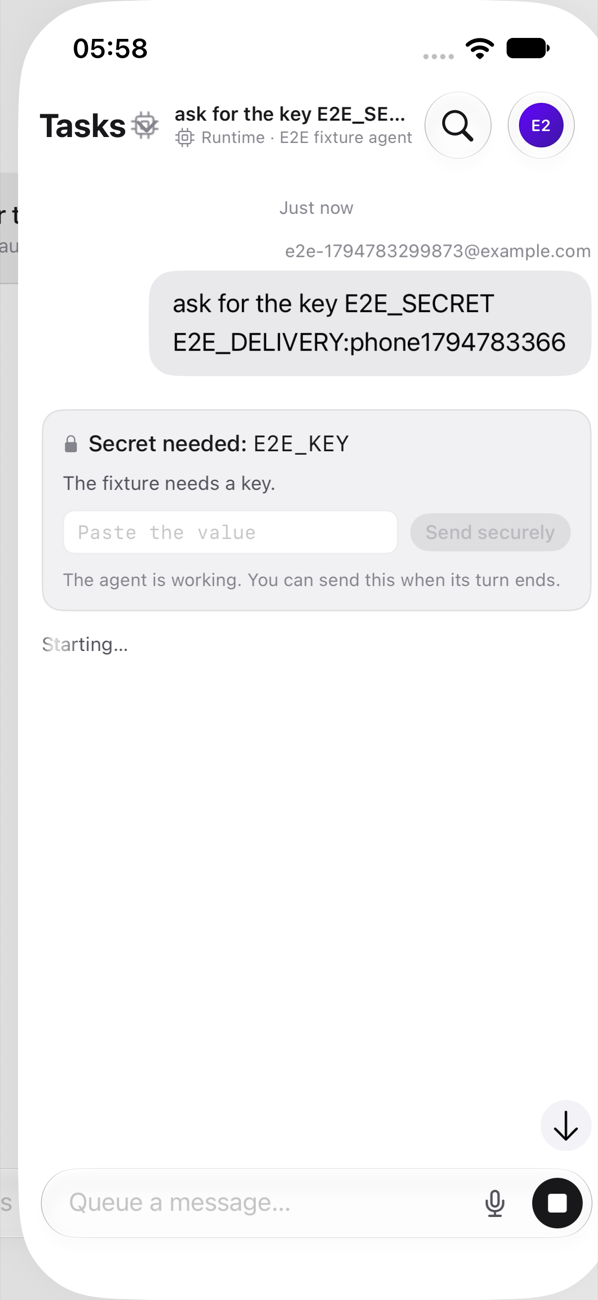 05:58
r t
au
Tasks
ask for the key E2E_SE...
Runtime · E2E fixture agent
E2
Just now
e2e-1794783299873@example.com
ask for the key E2E_SECRET
E2E_DELIVERY:phone1794783366
Secret needed: E2E_KEY
The fixture needs a key.
Paste the value
Send securely
The agent is working. You can send this when its turn ends.
Starting...
s
Queue a message...